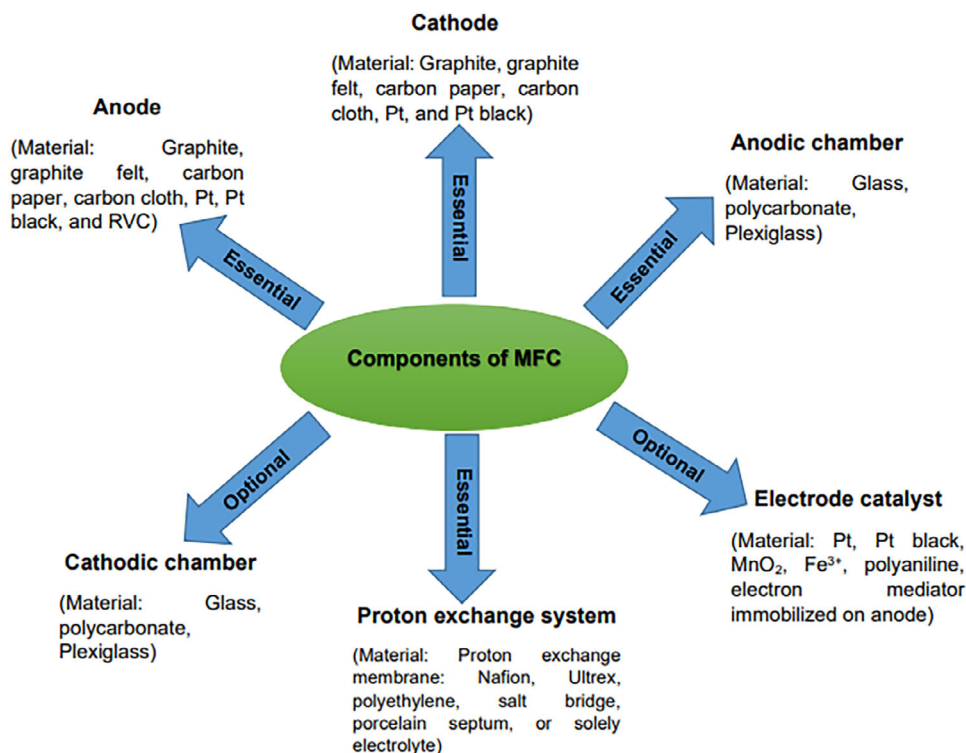 Cathode
(Material: Graphite, graphite
felt, carbon paper, carbon
cloth, Pt, and Pt black)
Anode
(Material: Graphite,
graphite felt, carbon
paper, carbon cloth, Pt, Pt
black, and RVC)
Anodic chamber
(Material: Glass,
polycarbonate,
Plexiglass)
Essential
Essential
Essential
Components of MFC
Optional
Essential
Optional
Cathodic chamber
(Material: Glass,
polycarbonate,
Plexiglass)
Proton exchange system
(Material: Proton exchange
membrane: Nafion, Ultrex,
polyethylene, salt bridge,
porcelain septum, or solely
electrolyte)
Electrode catalyst
(Material: Pt, Pt black,
MnO₂, Fe³⁺, polyaniline,
electron mediator
immobilized on anode)